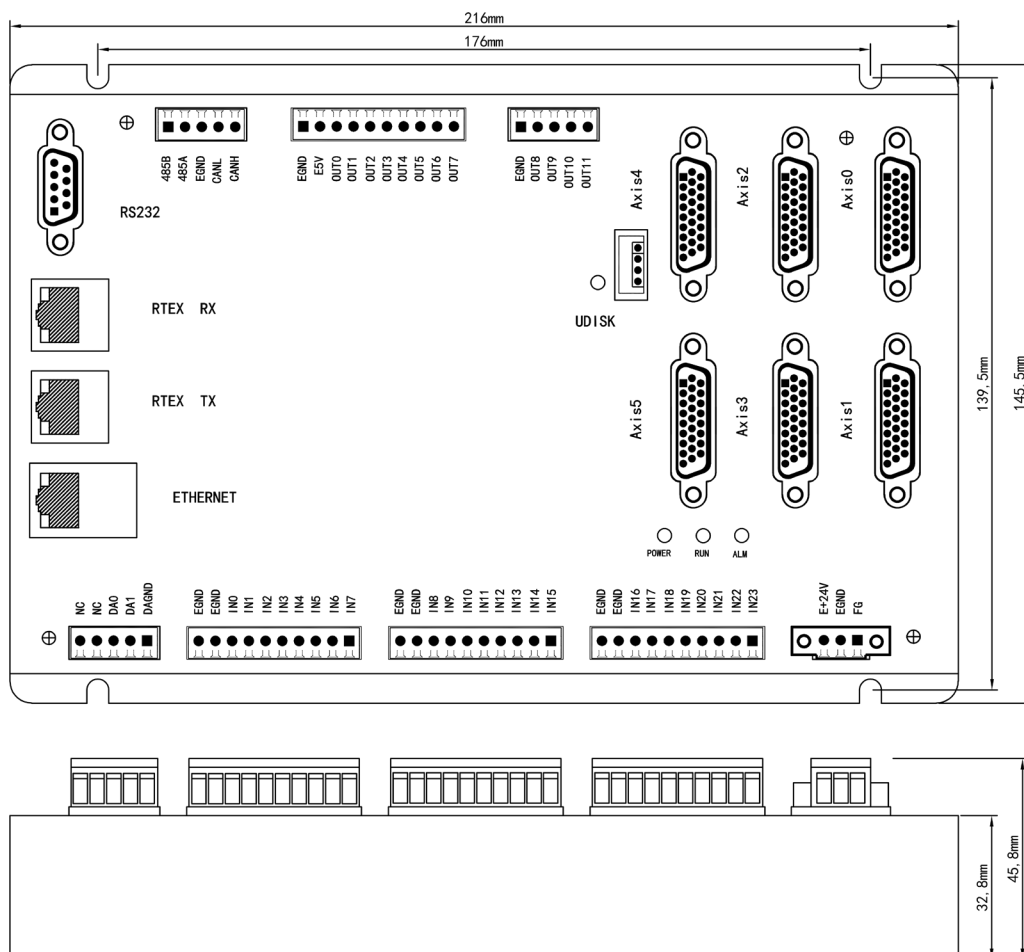 216mm
176mm
485B
485A
EGND
CANL
CANH
EGND
E5V
OUT0
OUT1
OUT2
OUT3
OUT4
OUT5
OUT6
OUT7
EGND
OUT8
OUT9
OUT10
OUT11
RS232
Axis4
Axis2
Axis0
RTEX RX
UDISK
RTEX TX
Axis5
Axis3
Axis1
139,5mm
145,5mm
ETHERNET
POWER
RUN
ALM
NC
NC
DA0
DA1
DAGND
EGND
EGND
IN0
IN1
IN2
IN3
IN4
IN5
IN6
IN7
EGND
EGND
IN8
IN9
IN10
IN11
IN12
IN13
IN14
IN15
EGND
EGND
IN16
IN17
IN18
IN19
IN20
IN21
IN22
IN23
E+24V
EGND
FG
32,8mm
45,8mm